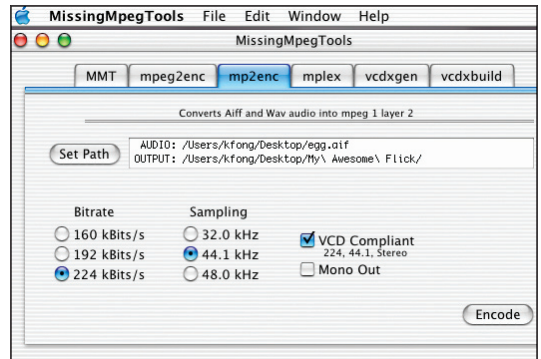 MissingMpegTools File Edit Window Help
MissingMpegTools
MMT mpeg2enc mp2enc mplex vcdxgen vcdxbuild
Converts Aiff and Wav audio into mpeg 1 layer 2
Set Path
AUDIO: /Users/kfong/Desktop/egg.aif
OUTPUT: /Users/kfong/Desktop/My\ Awesome\ Flick/
Bitrate Sampling
160 kBits/s 32.0 kHz
VCD Compliant
192 kBits/s 44.1 kHz
224, 44.1, Stereo
224 kBits/s 48.0 kHz
Mono Out
Encode